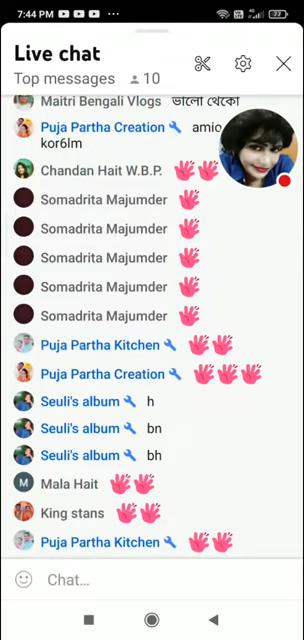 7:44 PM
77
Live chat
Top messages 10
Maitri Bengali Vlogs ভালো থেকো
Puja Partha Creation amio
kor6lm
Chandan Hait W.B.P.
Somadrita Majumder
Somadrita Majumder
Somadrita Majumder
Somadrita Majumder
Somadrita Majumder
Puja Partha Kitchen
Puja Partha Creation
Seuli's album h
Seuli's album bn
Seuli's album bh
M Mala Hait
King stans
Puja Partha Kitchen
Chat...